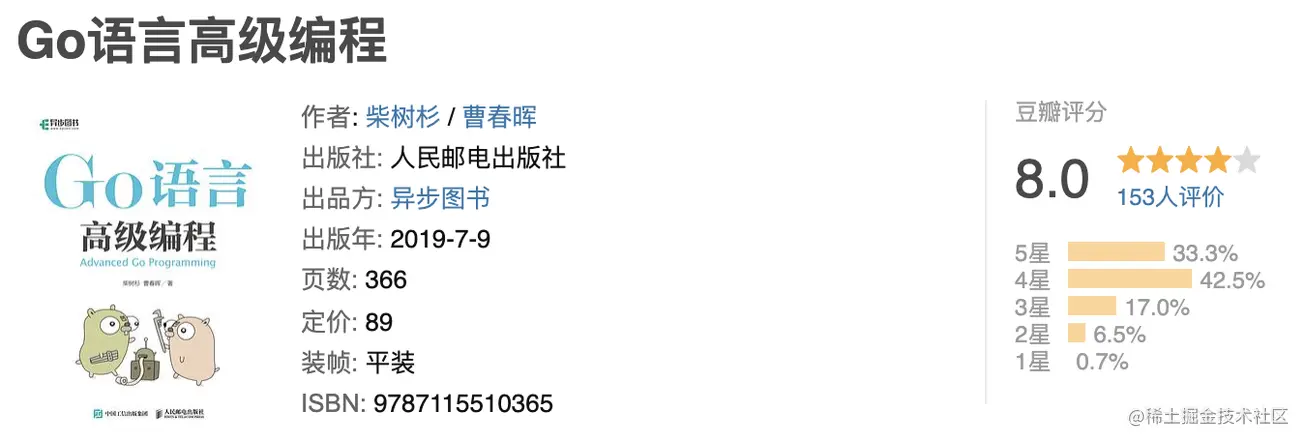 Go语言高级编程
异步图书
Go语言
高级编程
Advanced Go Programming
柴树杉 曹春晖/著
中国工信出版集团 人民邮电出版社
作者: 柴树杉 / 曹春晖
出版社: 人民邮电出版社
出品方: 异步图书
出版年: 2019-7-9
页数: 366
定价: 89
装帧: 平装
ISBN: 9787115510365
豆瓣评分
8.0
153人评价
5星 33.3%
4星 42.5%
3星 17.0%
2星 6.5%
1星 0.7%
@稀土掘金技术社区